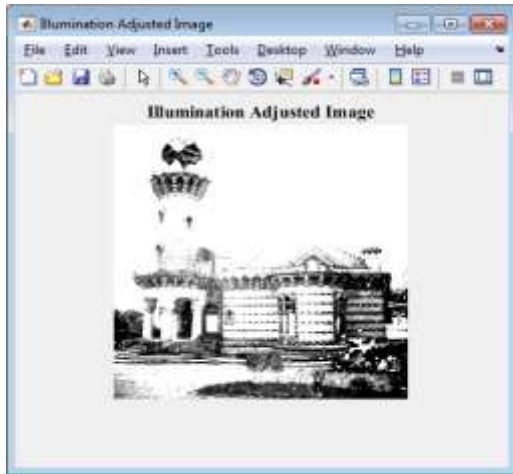 Illumination Adjusted Image
File Edit View Insert Tools Desktop Window Help
Illumination Adjusted Image